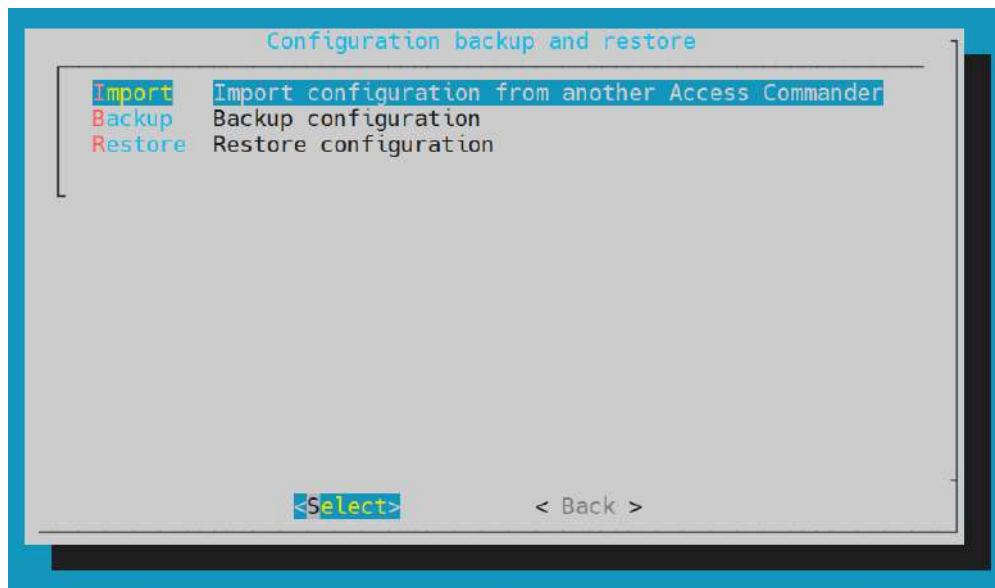 Configuration backup and restore
Import Import configuration from another Access Commander
Backup Backup configuration
Restore Restore configuration
<Select> < Back >